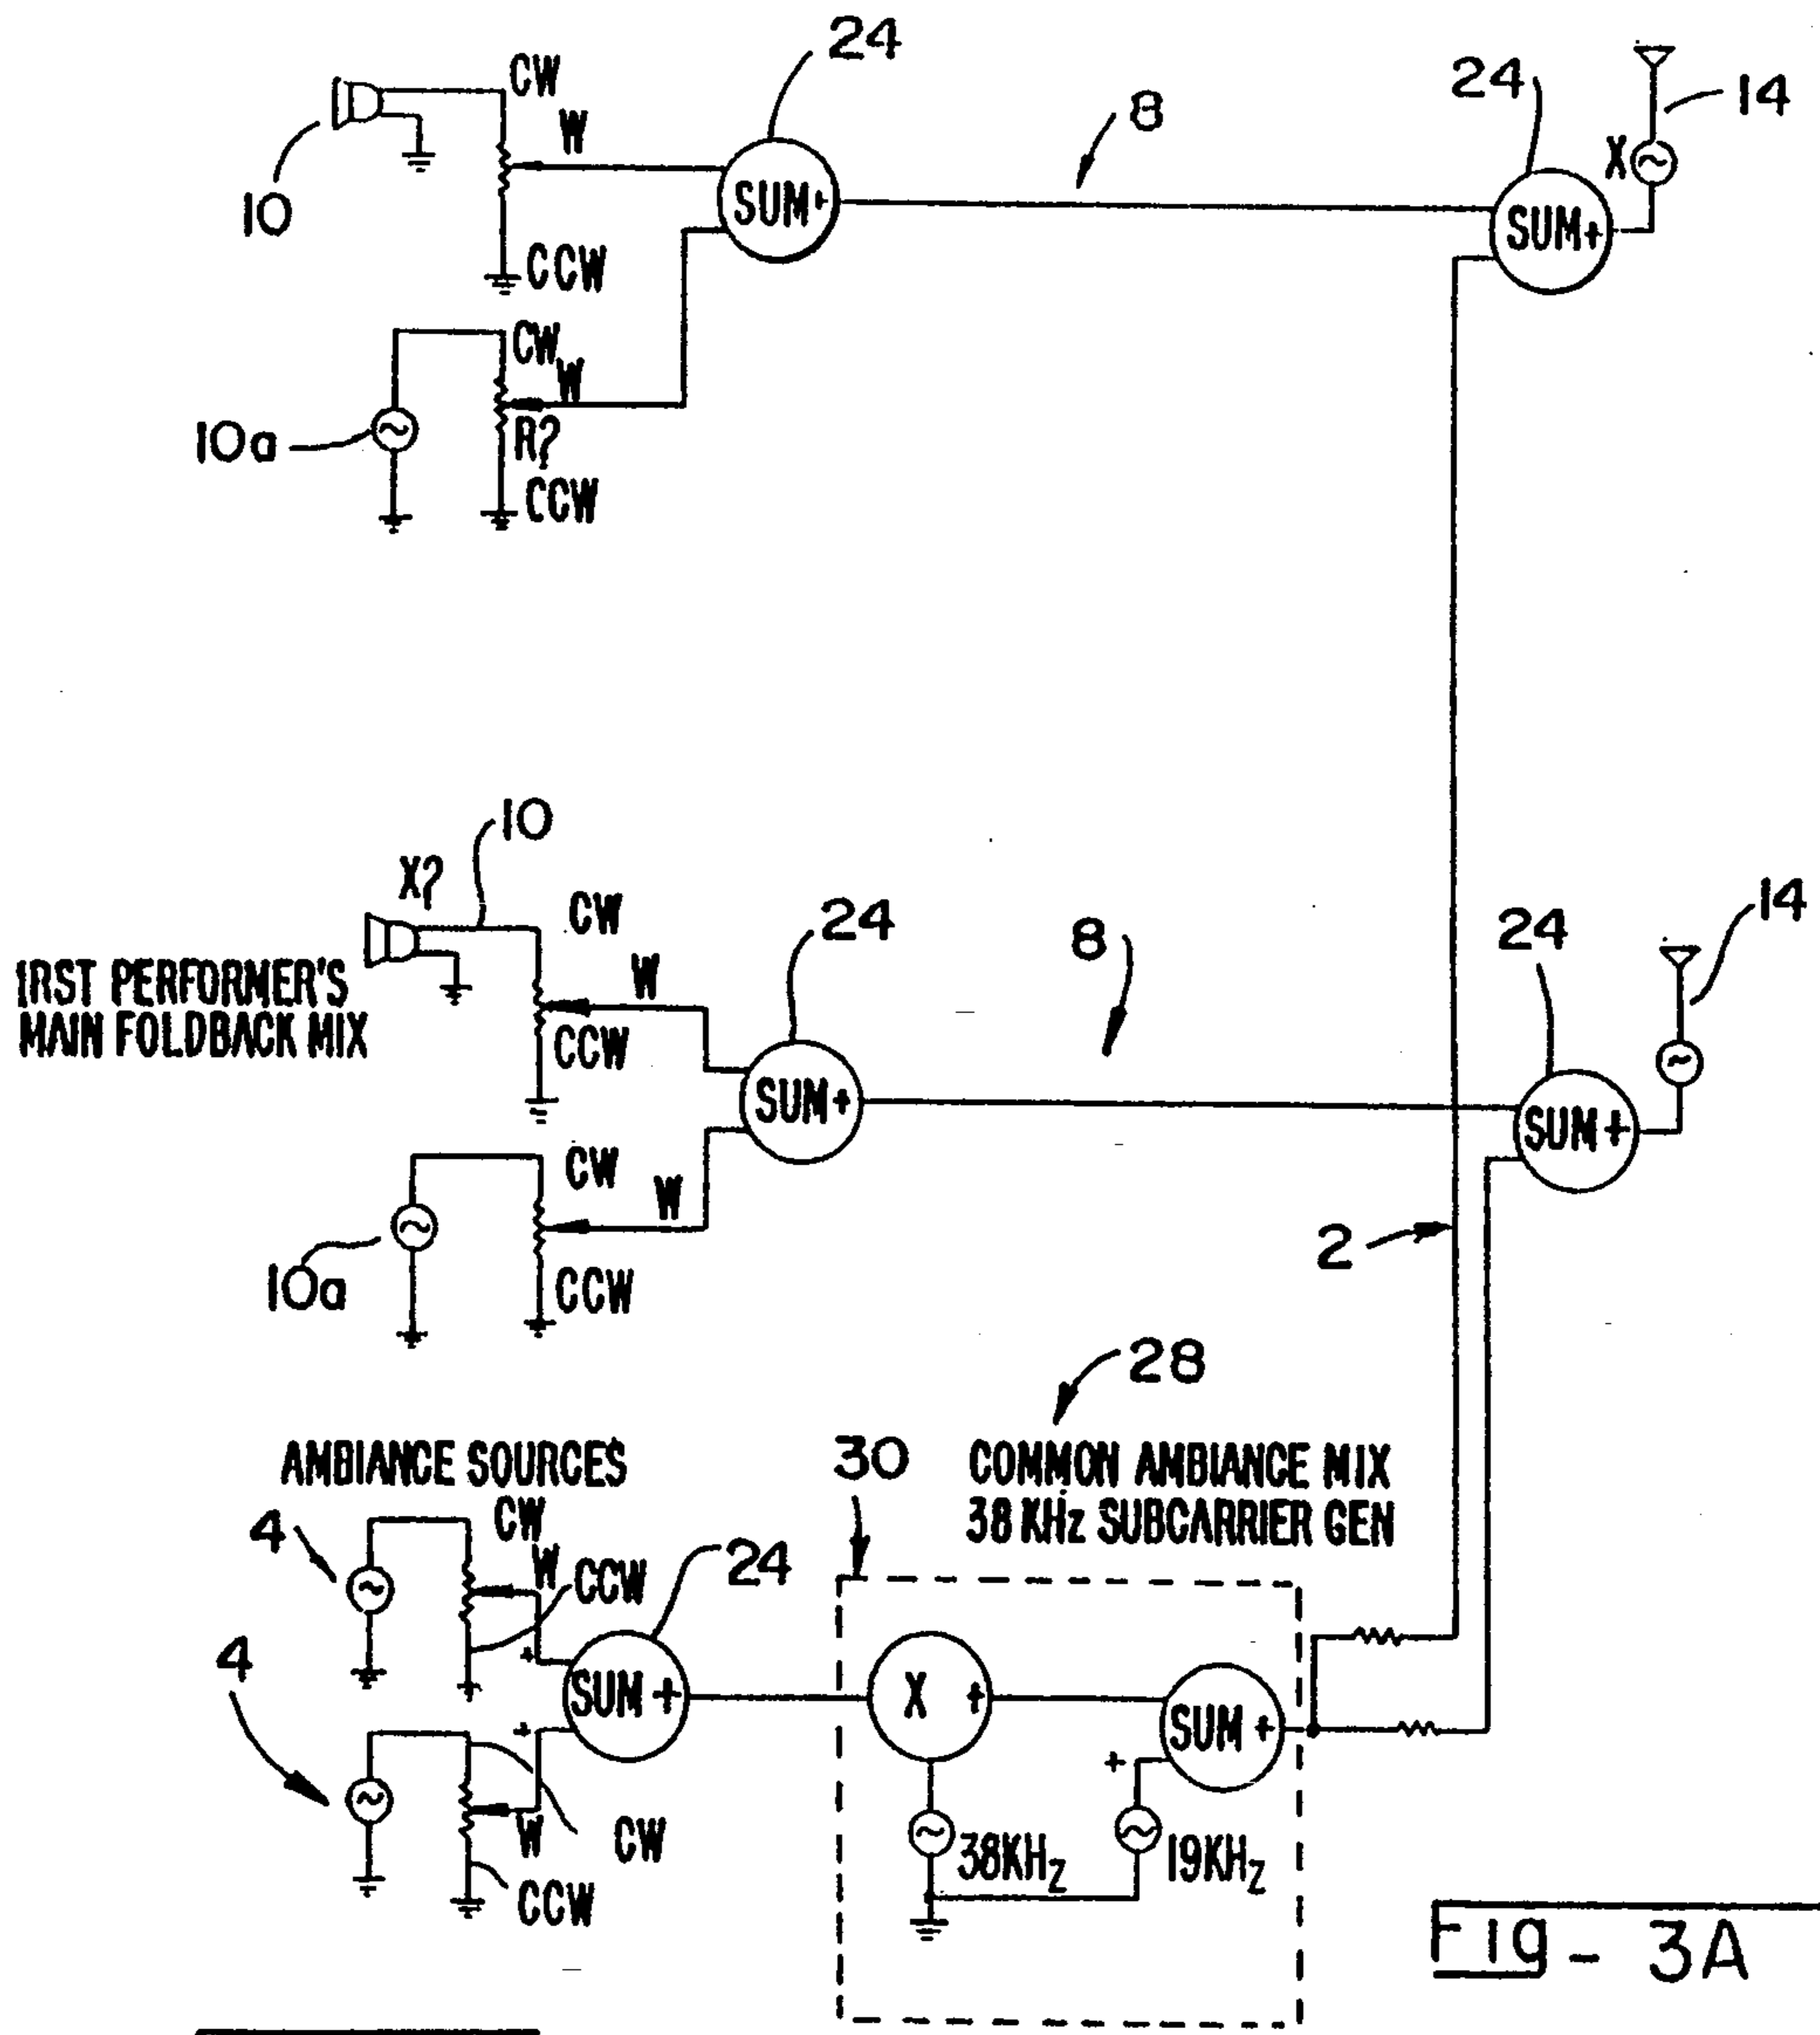 24
CW
24
14
8
W
X
10
SUM+
SUM+
CCW
CW
W
10a
R?
CCW
10
X?
CW
24
8
24
14
IRST PERFORMER'S
MAIN FOLDBACK MIX
W
CCW
SUM+
SUM+
CW
W
2
10a
CCW
28
AMBIANCE SOURCES
30
COMMON AMBIANCE MIX
38 KHz SUBCARRIER GEN
CW
4
W
CCW
24
+
4
SUM +
X +
SUM +
+
+
W
CW
38KHz
19KHz
CCW
Fig - 3A